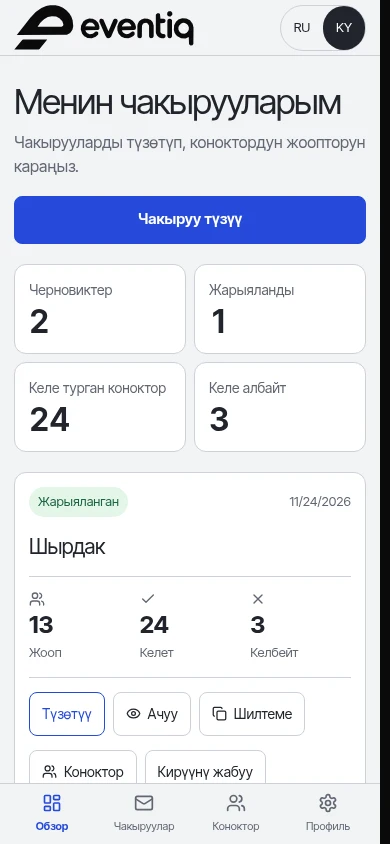 eventiq
RU KY
Менин чакырууларым
Чакырууларды түзөтүп, коноктордун жоопторун
караңыз.
Чакыруу түзүү
Черновиктер
2
Жарыяланды
1
Келе турган коноктор
24
Келе албайт
3
Жарыяланган
11/24/2026
Шырдак
13
Жооп
24
Келет
3
Келбейт
Түзөтүү
Ачуу
Шилтеме
Коноктор
Кирүүнү жабуу
Обзор
Чакыруулар
Коноктор
Профиль